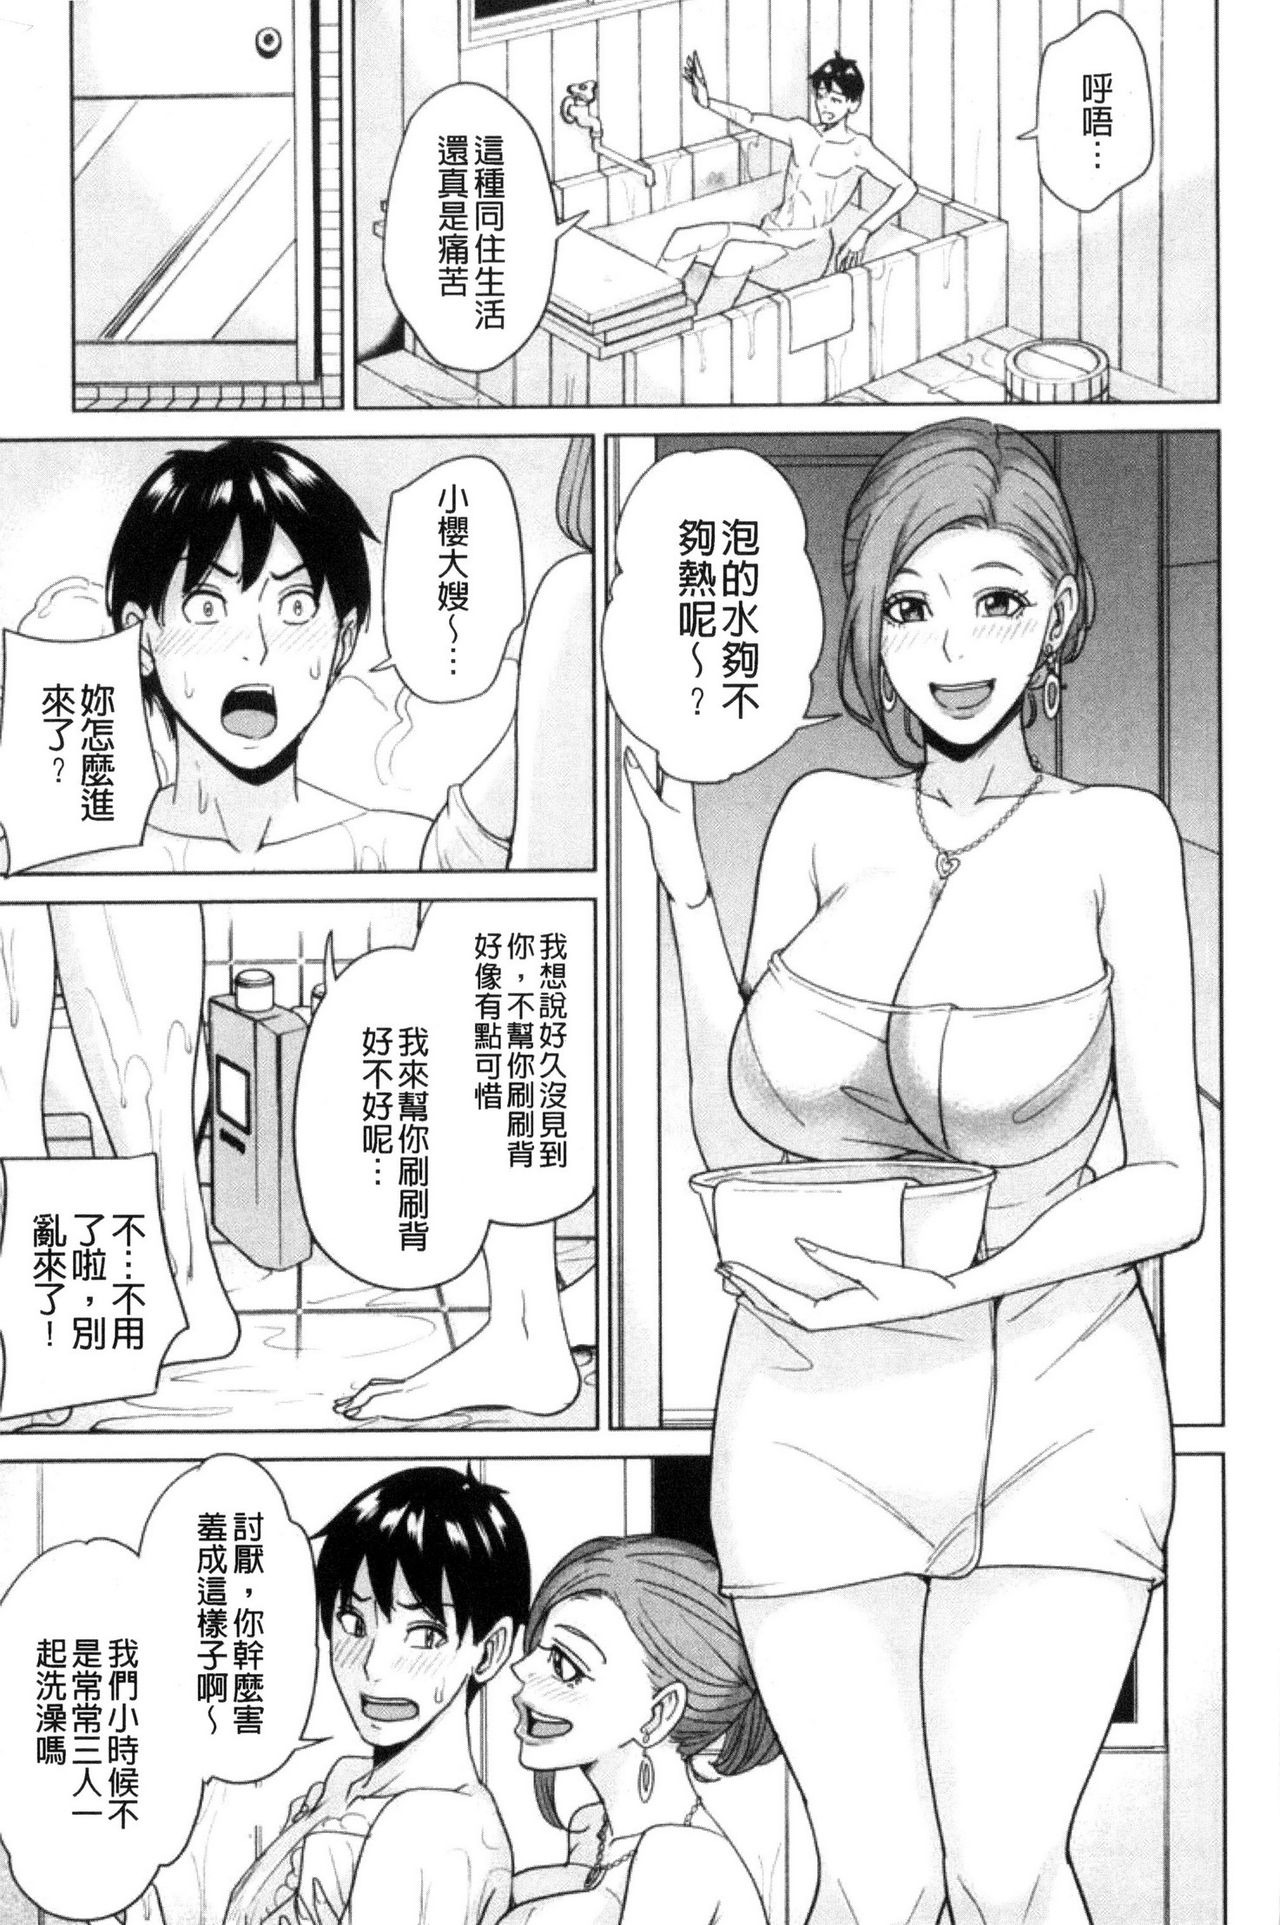 呼唔…
這種同住生活
還真是痛苦
泡的水夠不
夠熱呢～?
小櫻大嫂～…
妳怎麼進
來了?
我想說好久沒見到
你，不幫你刷刷背
好像有點可惜
我來幫你刷刷背
好不好呢…
不…不用
了啦，別
亂來了!
討厭，你幹麼害
羞成這樣子啊～
我們小時候不
是常常三人一
起洗澡嗎